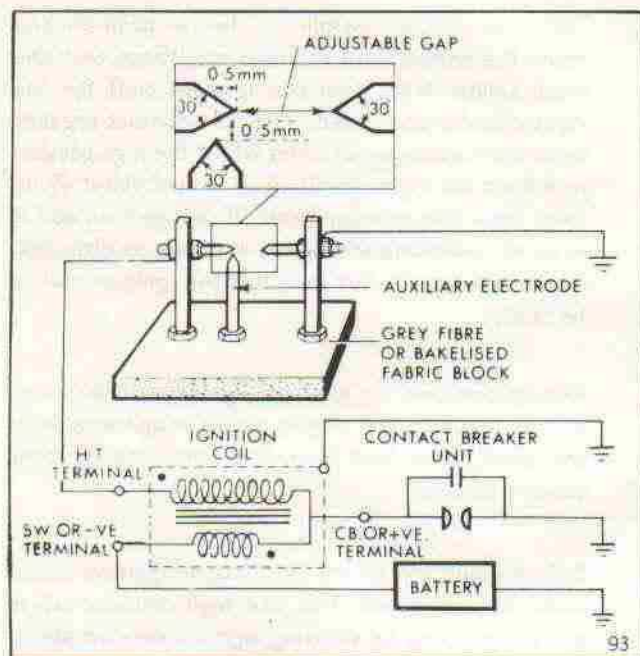 ADJUSTABLE GAP
0·5mm
30°
30°
0·5mm
30°
AUXILIARY ELECTRODE
GREY FIBRE
OR BAKELISED
FABRIC BLOCK
IGNITION
COIL
CONTACT BREAKER
UNIT
H.T.
TERMINAL
SW. OR -VE
TERMINAL
CB. OR +VE.
TERMINAL
BATTERY
93